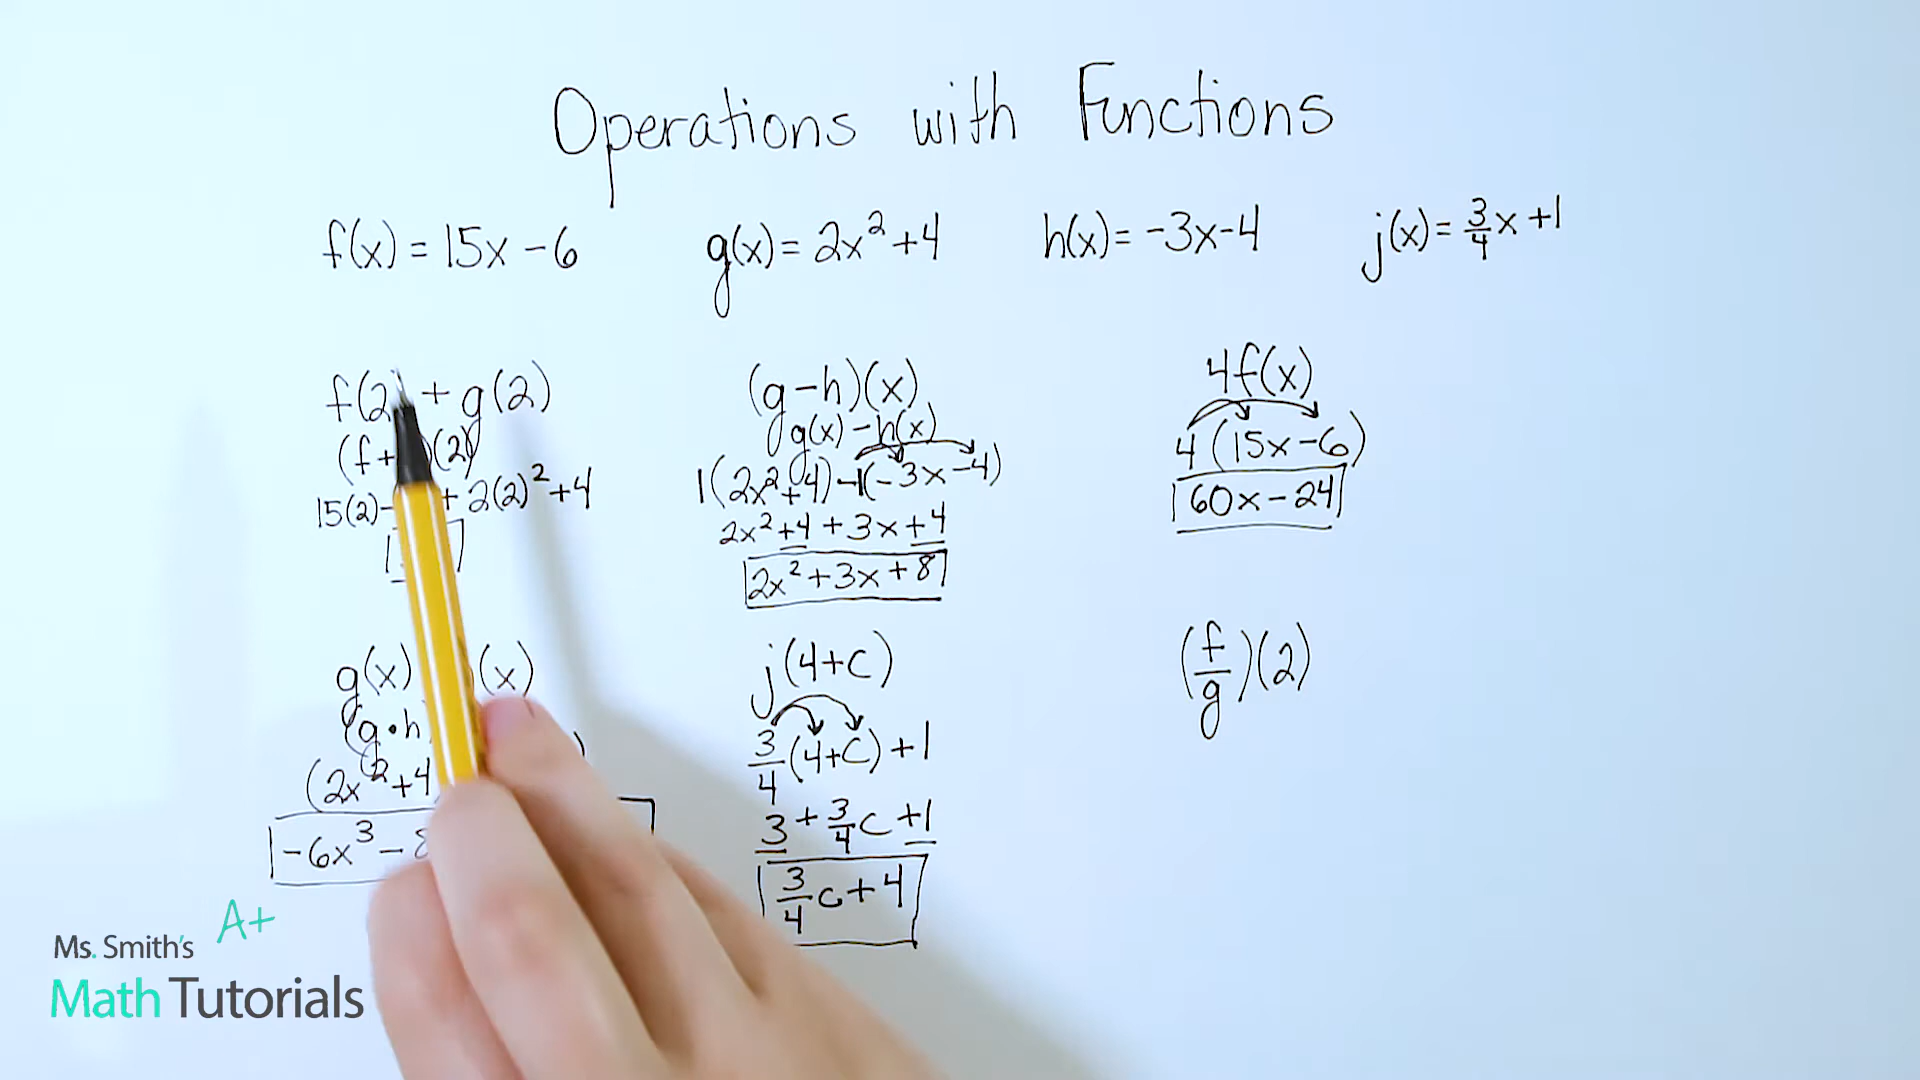 Operations with Functions
f(x) = 15x - 6
g(x) = 2x² + 4
h(x) = -3x - 4
j(x) = 3/4 x + 1
f(2) + g(2)
(f+ )(2)
15(2) - + 2(2)² + 4
g(x) (x)
(g • h)
(2x² + 4
-6x³ -
(g - h)(x)
g(x) - h(x)
1(2x² + 4) - 1(-3x - 4)
2x² + 4 + 3x + 4
2x² + 3x + 8
j(4+c)
3/4 (4+c) + 1
3 + 3/4 c + 1
3/4 c + 4
4f(x)
4(15x - 6)
60x - 24
(f/g)(2)
A+
Ms. Smith's
Math Tutorials